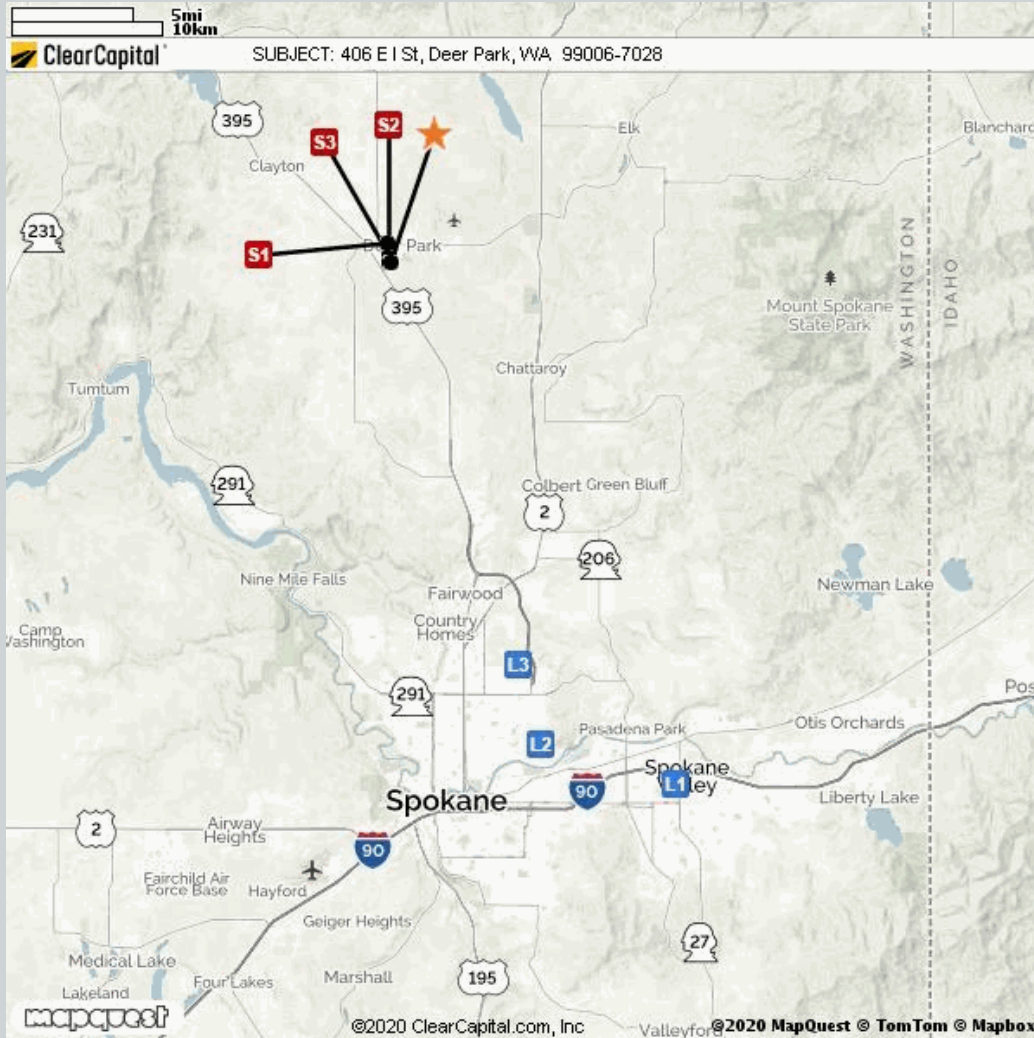 5mi
10km
ClearCapital
SUBJECT: 406 E I St, Deer Park, WA 99006-7028
395
S3
S2
Elk
Blanchard
Clayton
231
S1
Park
395
Mount Spokane
State Park
WASHINGTON
IDAHO
Chattaroy
Tumtum
291
Colbert Green Bluff
2
206
Nine Mile Falls
Fairwood
Newman Lake
Country
Homes
Camp
Washington
L3
291
Pos
Otis Orchards
Pasadena Park
L2
Spokane
L1
90
Spokane
Liberty Lake
2
Airway
Heights
90
Fairchild Air
Force Base
Hayford
Geiger Heights
27
Medical Lake
Marshall
195
Four Lakes
Lakeland
mapquest
©2020 ClearCapital.com, Inc
Valleyford
©2020 MapQuest © TomTom © Mapbox